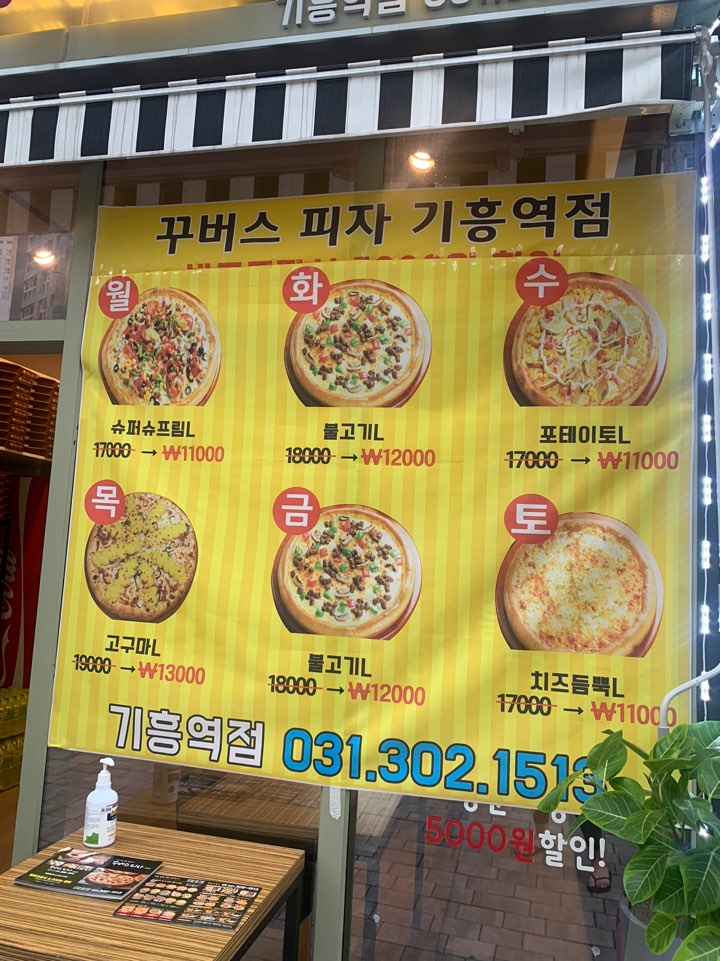 기흥역점
꾸버스 피자 기흥역점
월
화
수
슈퍼슈프림L
불고기L
포테이토L
17000 → ₩11000
18000 → ₩12000
17000 → ₩11000
목
금
토
고구마L
불고기L
치즈듬뿍L
19000 → ₩13000
18000 → ₩12000
17000 → ₩11000
기흥역점 031.302.1513
5000원할인!